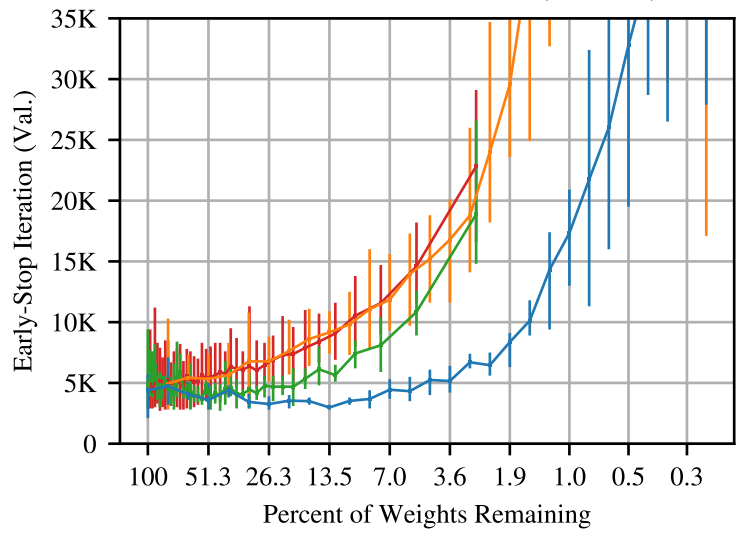 35K
30K
25K
20K
15K
10K
5K
0
Early-Stop Iteration (Val.)
100 51.3 26.3 13.5 7.0 3.6 1.9 1.0 0.5 0.3
Percent of Weights Remaining